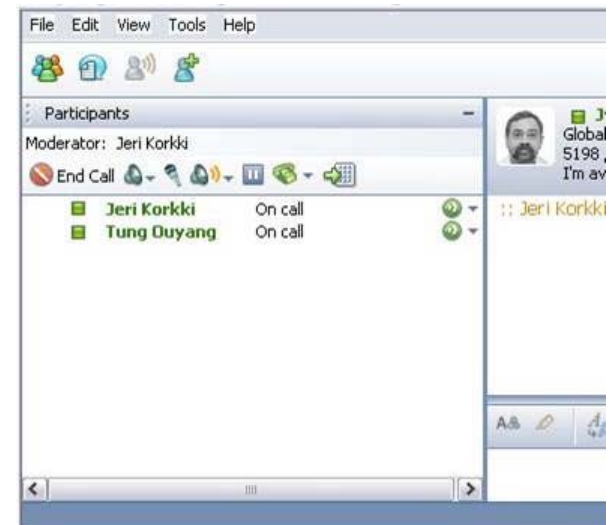 File Edit View Tools Help
Participants
Moderator: Jeri Korkki
End Call
Jeri Korkki On call
Tung Ouyang On call
Global
5198,
I'm av
:: Jeri Korkki
A&